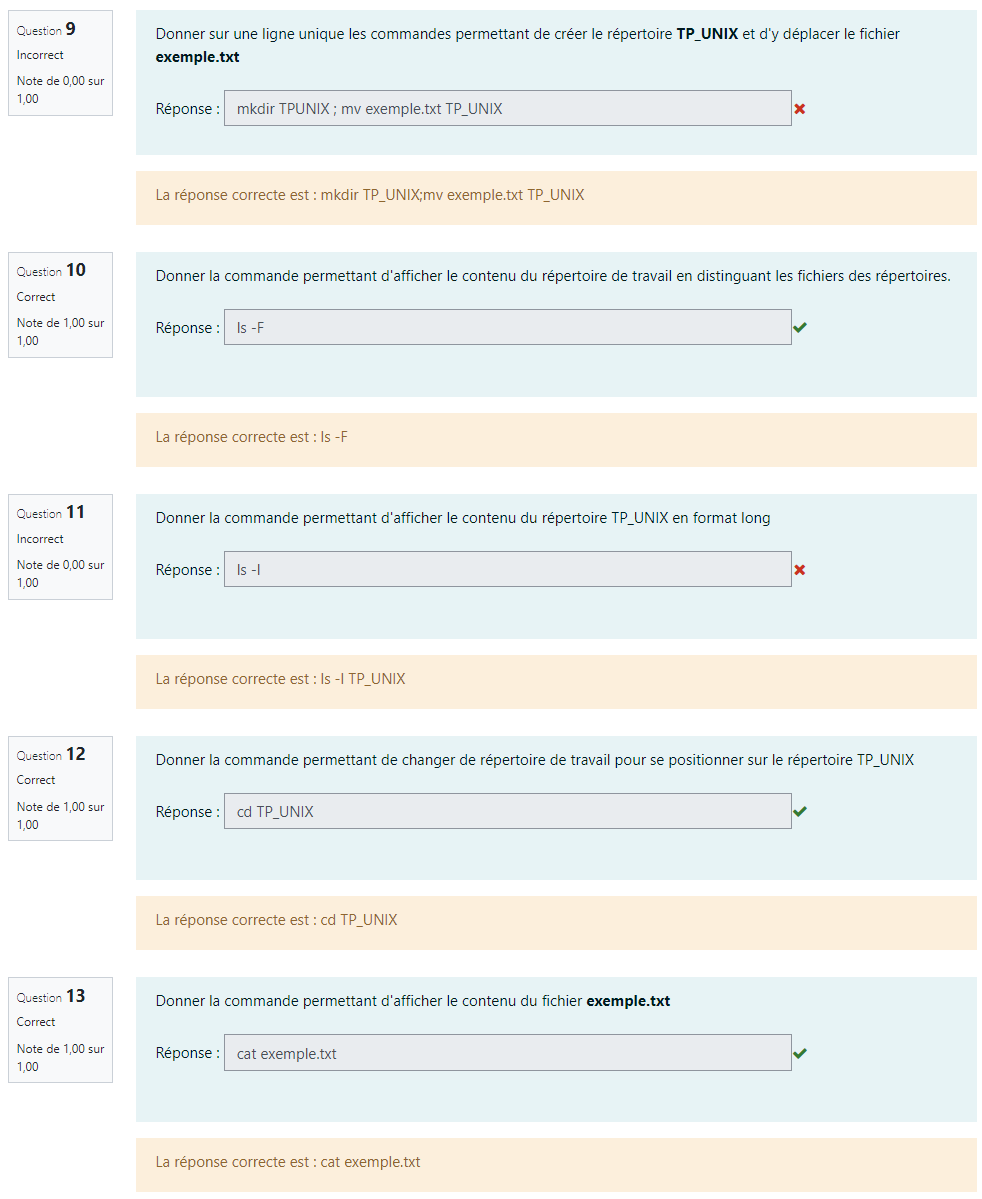 Question 9
Incorrect
Note de 0,00 sur
1,00
Donner sur une ligne unique les commandes permettant de créer le répertoire TP_UNIX et d'y déplacer le fichier
exemple.txt
Réponse : mkdir TPUNIX ; mv exemple.txt TP_UNIX
La réponse correcte est : mkdir TP_UNIX;mv exemple.txt TP_UNIX
Question 10
Correct
Note de 1,00 sur
1,00
Donner la commande permettant d'afficher le contenu du répertoire de travail en distinguant les fichiers des répertoires.
Réponse : ls -F
La réponse correcte est : ls -F
Question 11
Incorrect
Note de 0,00 sur
1,00
Donner la commande permettant d'afficher le contenu du répertoire TP_UNIX en format long
Réponse : ls -l
La réponse correcte est : ls -l TP_UNIX
Question 12
Correct
Note de 1,00 sur
1,00
Donner la commande permettant de changer de répertoire de travail pour se positionner sur le répertoire TP_UNIX
Réponse : cd TP_UNIX
La réponse correcte est : cd TP_UNIX
Question 13
Correct
Note de 1,00 sur
1,00
Donner la commande permettant d'afficher le contenu du fichier exemple.txt
Réponse : cat exemple.txt
La réponse correcte est : cat exemple.txt